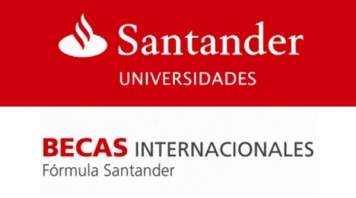 Santander
UNIVERSIDADES
BECAS INTERNACIONALES
Fórmula Santander